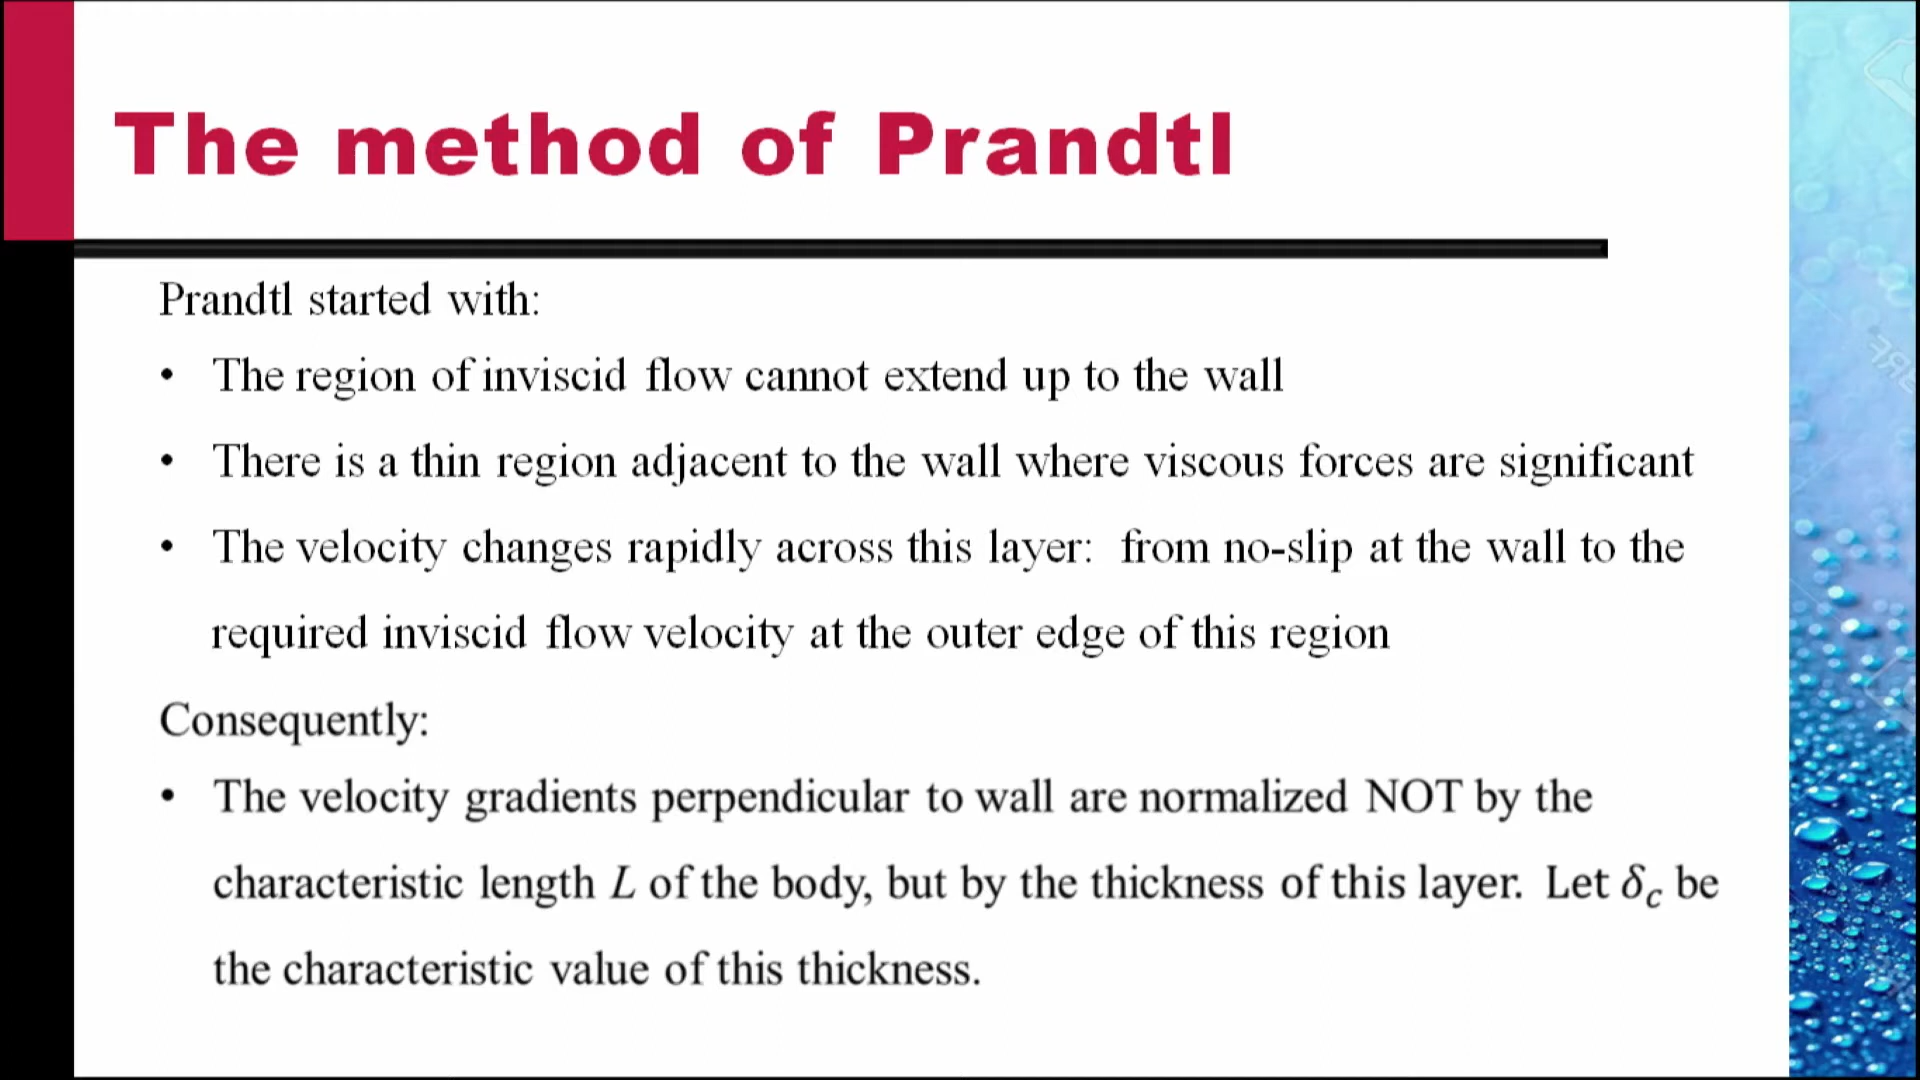 The method of Prandtl
Prandtl started with:
• The region of inviscid flow cannot extend up to the wall
• There is a thin region adjacent to the wall where viscous forces are significant
• The velocity changes rapidly across this layer: from no-slip at the wall to the
required inviscid flow velocity at the outer edge of this region
Consequently:
• The velocity gradients perpendicular to wall are normalized NOT by the
characteristic length L of the body, but by the thickness of this layer. Let δ_c be
the characteristic value of this thickness.